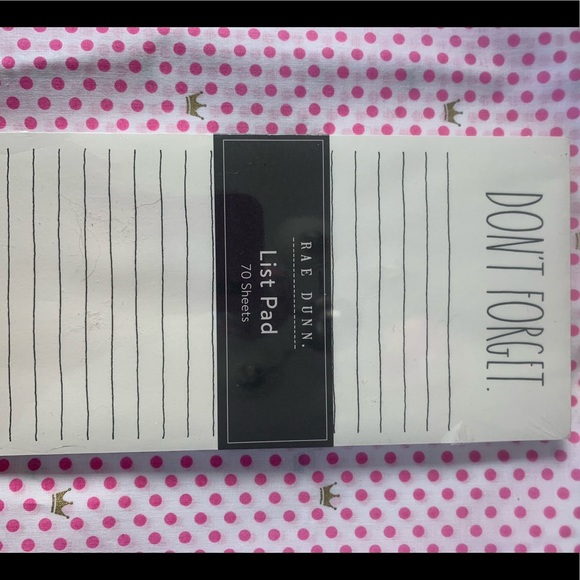 DON'T FORGET.
RAE DUNN.
List Pad
70 Sheets